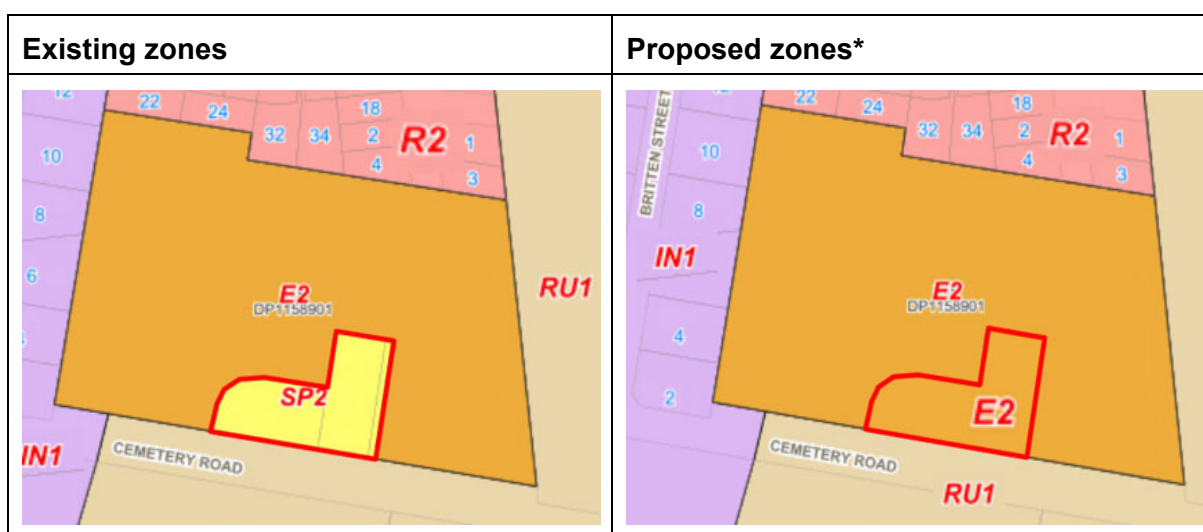 Existing zones
Proposed zones*
12
22
24
18
32
34
2
R2
1
10
4
3
8
6
E2
DP1158901
RU1
SP2
IN1
CEMETERY ROAD
22
24
18
32
34
2
R2
1
BRITTEN STREET
10
4
3
8
IN1
E2
DP1158901
4
2
E2
CEMETERY ROAD
RU1